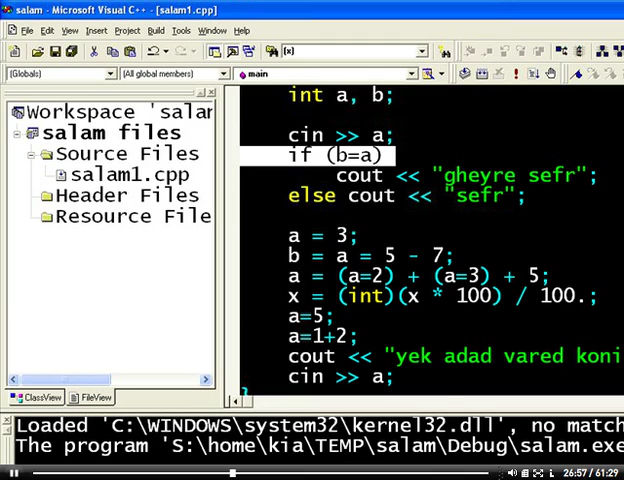 salam - Microsoft Visual C++ - [salam1.cpp]
File Edit View Insert Project Build Tools Window Help
(Globals) (All global members) main
Workspace 'salam
salam files
Source Files
salam1.cpp
Header Files
Resource File
ClassView FileView
int a, b;
cin >> a;
if (b=a)
cout << "gheyre sefr";
else cout << "sefr";
a = 3;
b = a = 5 - 7;
a = (a=2) + (a=3) + 5;
x = (int)(x * 100) / 100.;
a=5;
a=1+2;
cout << "yek adad vared koni
cin >> a;
}
Loaded 'C:\WINDOWS\system32\kernel32.dll', no match
The program 'S:\home\kia\TEMP\salam\Debug\salam.exe
26:57 / 61:29